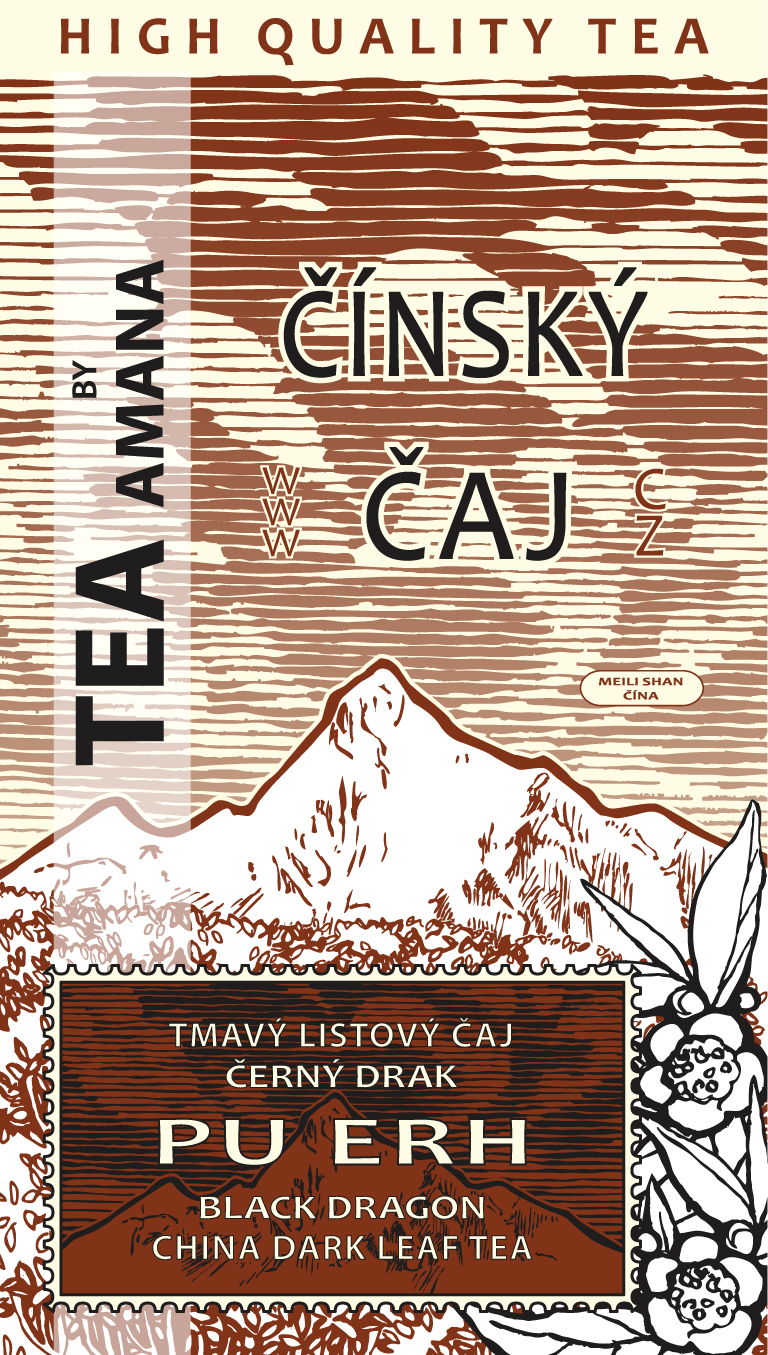 HIGH QUALITY TEA
TEA BY AMANA
ČÍNSKÝ
WWW ČAJ CZ
MEILI SHAN
ČÍNA
TMAVÝ LISTOVÝ ČAJ
ČERNÝ DRAK
PU ERH
BLACK DRAGON
CHINA DARK LEAF TEA